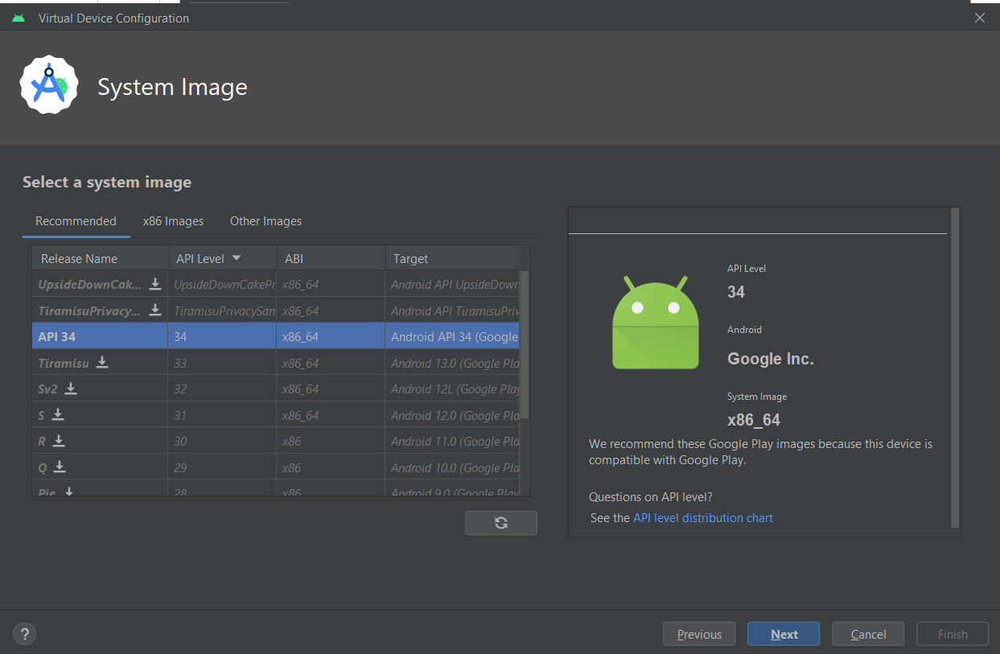 Virtual Device Configuration
System Image
Select a system image
Recommended x86 Images Other Images
Release Name API Level ABI Target
UpsideDownCak... UpsideDownCakePr x86_64 Android API UpsideDown
TiramisuPrivacy... TiramisuPrivacySan x86_64 Android API TiramisuPriv
API 34 34 x86_64 Android API 34 (Google
Tiramisu 33 x86_64 Android 13.0 (Google Pla
Sv2 32 x86_64 Android 12L (Google Play
S 31 x86_64 Android 12.0 (Google Pla
R 30 x86 Android 11.0 (Google Pla
Q 29 x86 Android 10.0 (Google Pla
Pie 28 x86 Android 9.0 (Google Play
API Level
34
Android
Google Inc.
System Image
x86_64
We recommend these Google Play images because this device is
compatible with Google Play.
Questions on API level?
See the API level distribution chart
? Previous Next Cancel Finish